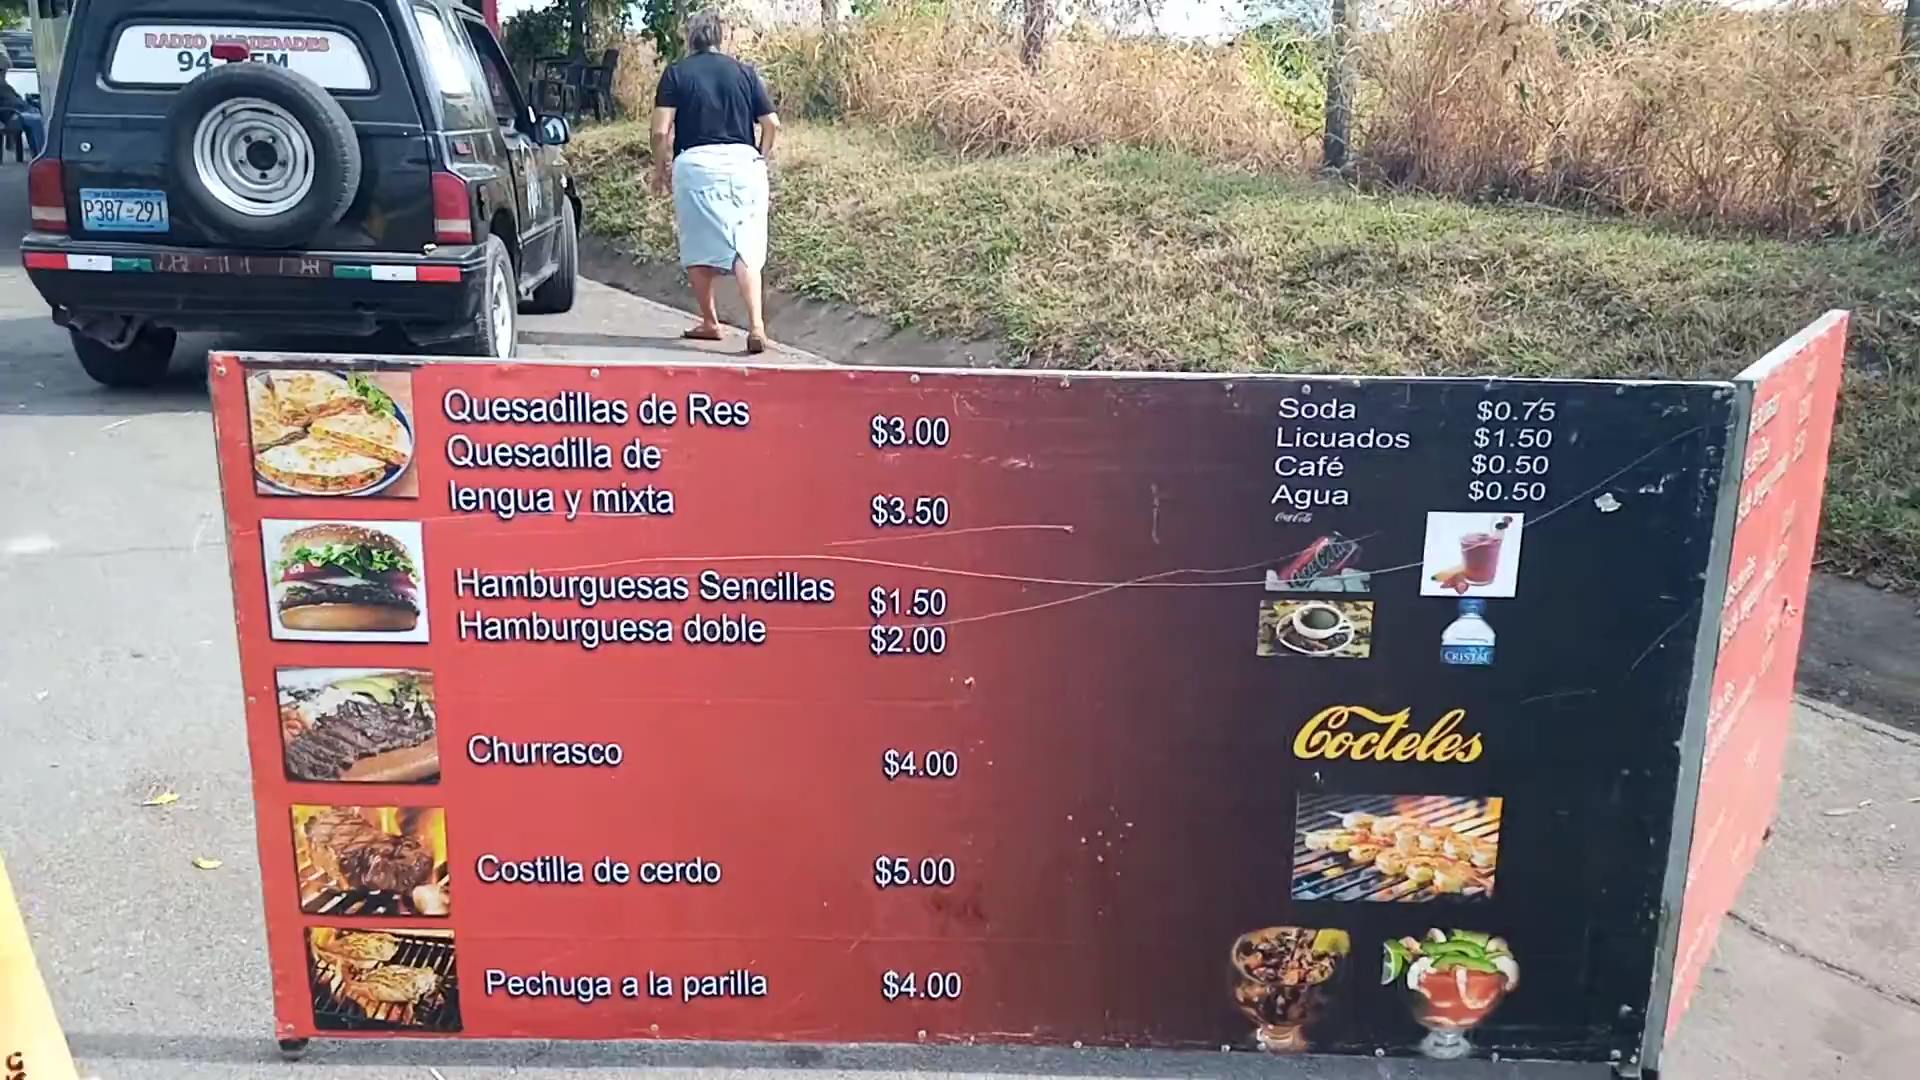 RADIO VARIEDADES
94. FM
P387-291
Quesadillas de Res $3.00
Quesadilla de
lengua y mixta $3.50
Hamburguesas Sencillas $1.50
Hamburguesa doble $2.00
Churrasco $4.00
Costilla de cerdo $5.00
Pechuga a la parilla $4.00
Soda $0.75
Licuados $1.50
Café $0.50
Agua $0.50
Coca-Cola
Coca-Cola
CRISTAL
Cocteles